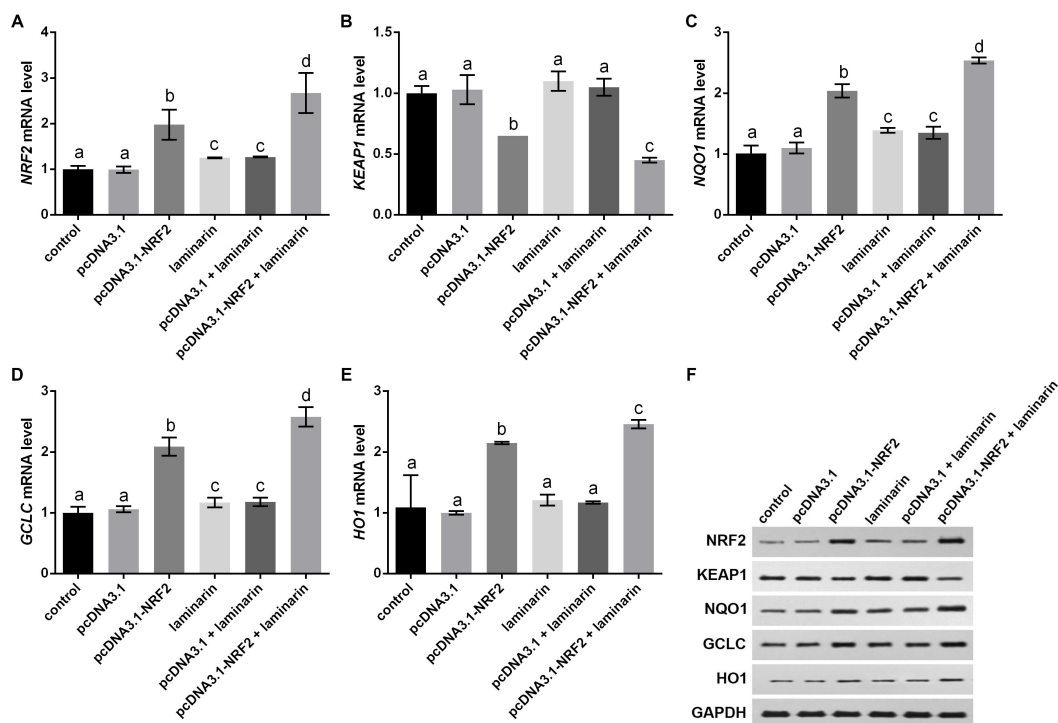 A
NRF2 mRNA level
4
3
2
1
0
a
a
b
c
c
d
control
pcDNA3.1
pcDNA3.1-NRF2
laminarin
pcDNA3.1 + laminarin
pcDNA3.1-NRF2 + laminarin
B
KEAP1 mRNA level
1.5
1.0
0.5
0.0
a
a
b
a
a
c
control
pcDNA3.1
pcDNA3.1-NRF2
laminarin
pcDNA3.1 + laminarin
pcDNA3.1-NRF2 + laminarin
C
NQO1 mRNA level
3
2
1
0
a
a
b
c
c
d
control
pcDNA3.1
pcDNA3.1-NRF2
laminarin
pcDNA3.1 + laminarin
pcDNA3.1-NRF2 + laminarin
D
GCLC mRNA level
3
2
1
0
a
a
b
c
c
d
control
pcDNA3.1
pcDNA3.1-NRF2
laminarin
pcDNA3.1 + laminarin
pcDNA3.1-NRF2 + laminarin
E
HO1 mRNA level
3
2
1
0
a
a
b
a
a
c
control
pcDNA3.1
pcDNA3.1-NRF2
laminarin
pcDNA3.1 + laminarin
pcDNA3.1-NRF2 + laminarin
F
control
pcDNA3.1
pcDNA3.1-NRF2
laminarin
pcDNA3.1 + laminarin
pcDNA3.1-NRF2 + laminarin
NRF2
KEAP1
NQO1
GCLC
HO1
GAPDH